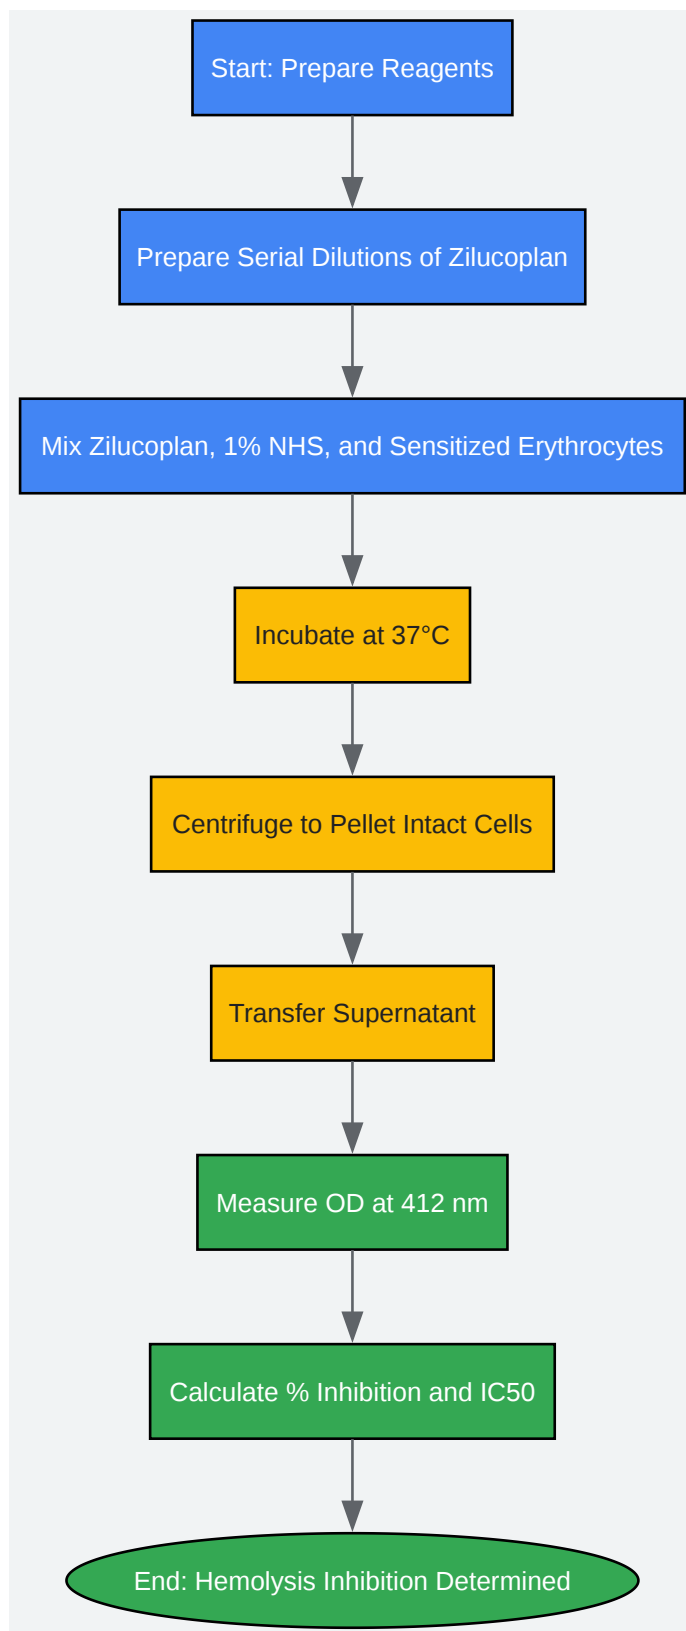 Start: Prepare Reagents
Prepare Serial Dilutions of Zilucoplan
Mix Zilucoplan, 1% NHS, and Sensitized Erythrocytes
Incubate at 37°C
Centrifuge to Pellet Intact Cells
Transfer Supernatant
Measure OD at 412 nm
Calculate % Inhibition and IC50
End: Hemolysis Inhibition Determined